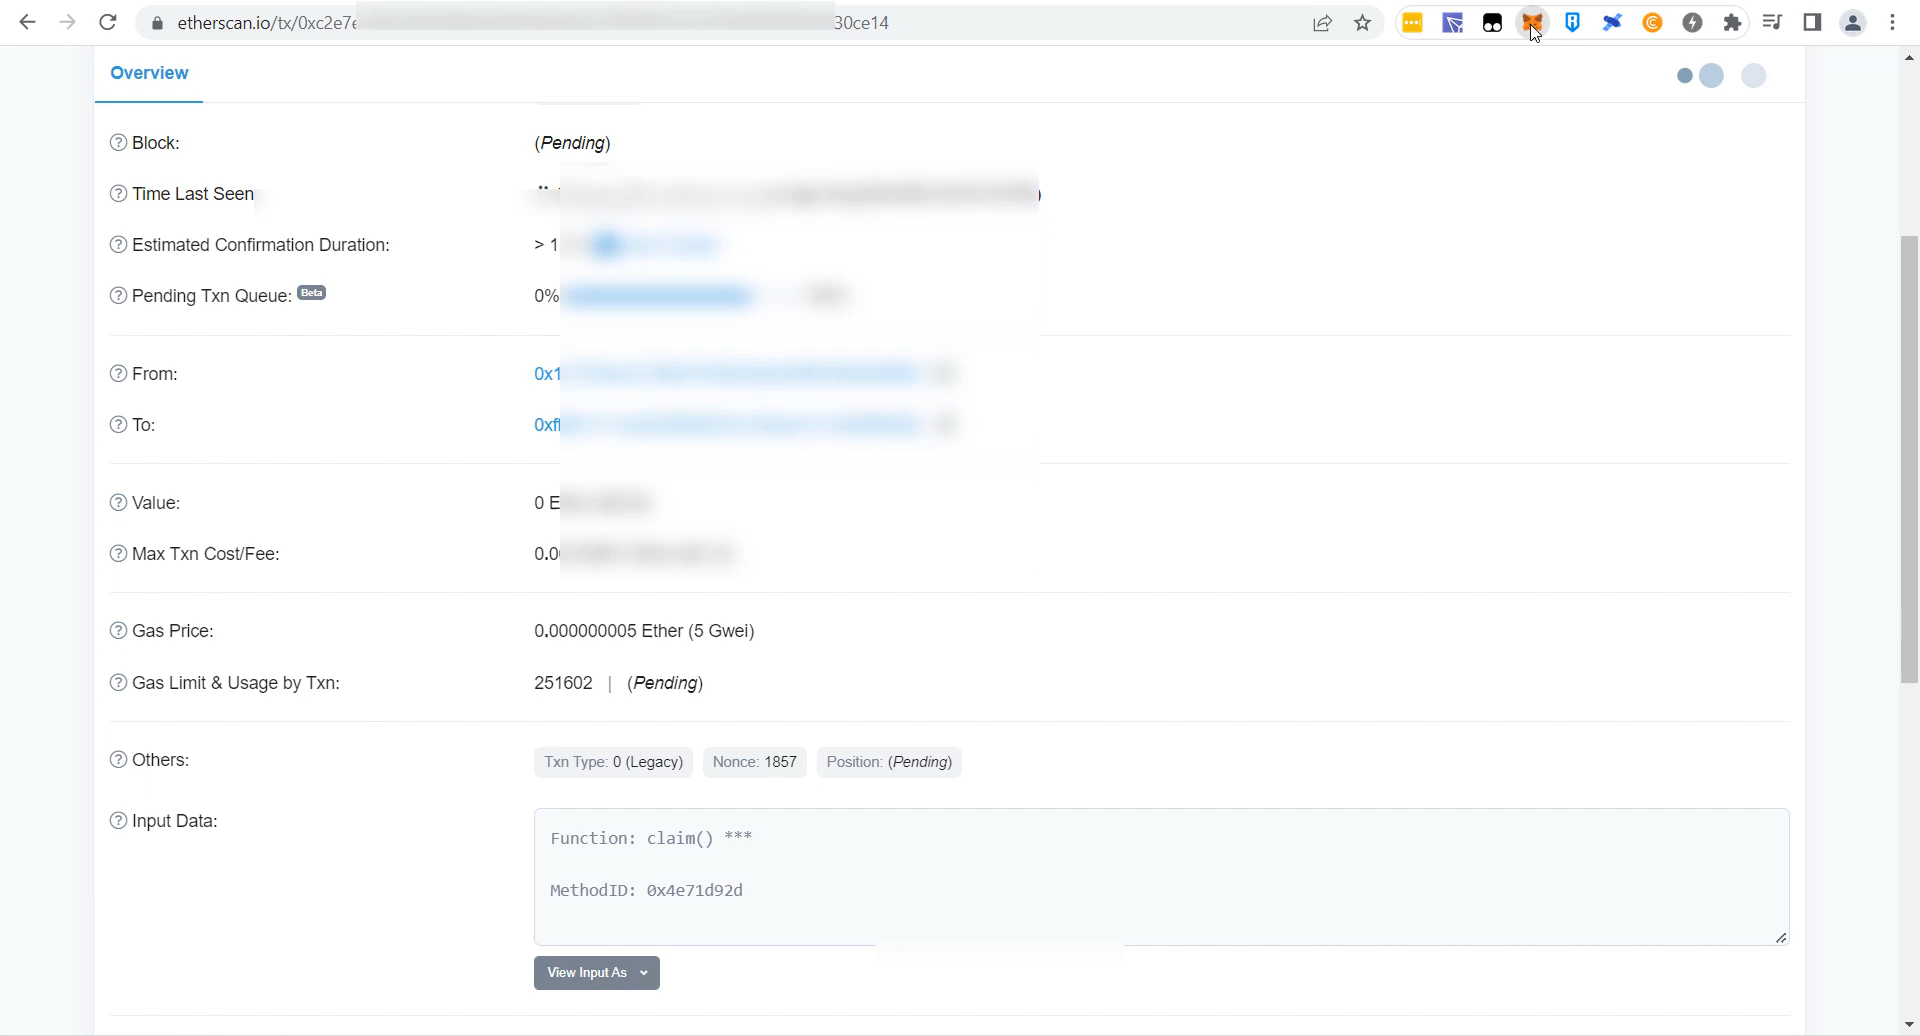 etherscan.io/tx/0xc2e7e 30ce14
Overview
Block: (Pending)
Time Last Seen
Estimated Confirmation Duration: > 1
Pending Txn Queue: Beta 0%
From: 0x1
To: 0xf
Value: 0 E
Max Txn Cost/Fee: 0.0
Gas Price: 0.000000005 Ether (5 Gwei)
Gas Limit & Usage by Txn: 251602 | (Pending)
Others: Txn Type: 0 (Legacy) Nonce: 1857 Position: (Pending)
Input Data:
Function: claim() ***
MethodID: 0x4e71d92d
View Input As